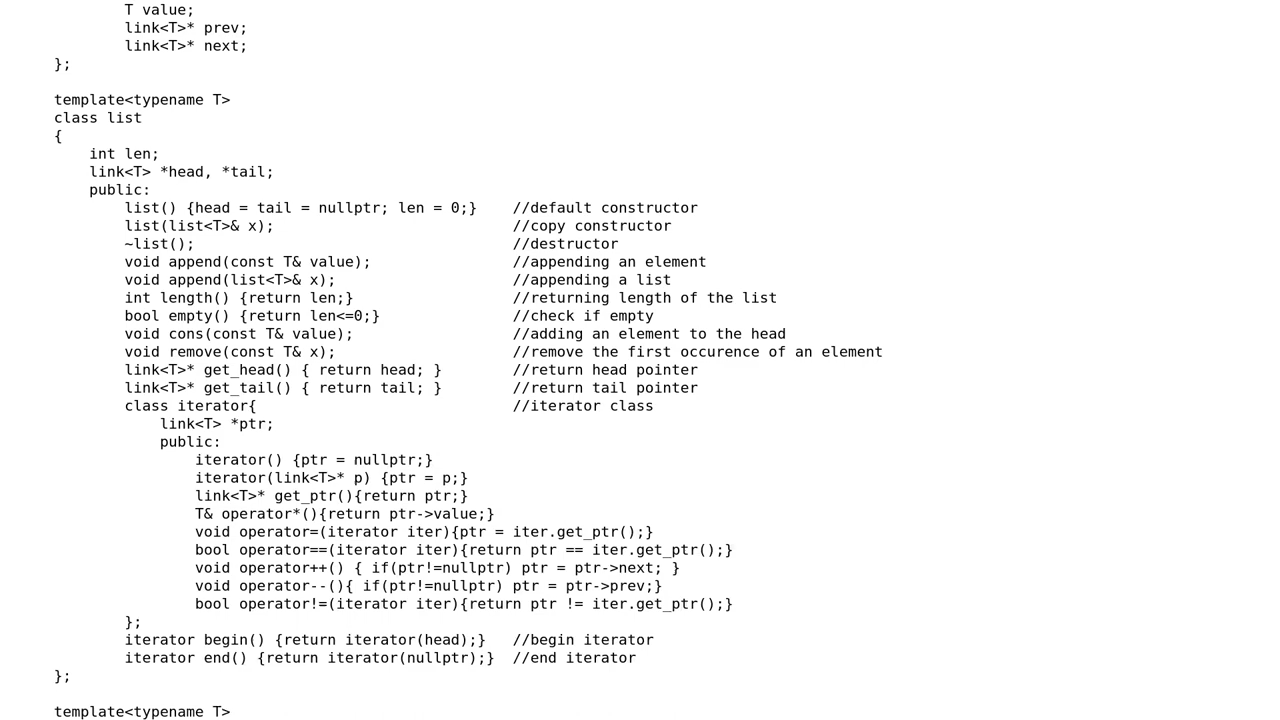 T value;
        link<T>* prev;
        link<T>* next;
};

template<typename T>
class list
{
    int len;
    link<T> *head, *tail;
    public:
        list() {head = tail = nullptr; len = 0;}    //default constructor
        list(list<T>& x);                           //copy constructor
        ~list();                                    //destructor
        void append(const T& value);                //appending an element
        void append(list<T>& x);                    //appending a list
        int length() {return len;}                  //returning length of the list
        bool empty() {return len<=0;}               //check if empty
        void cons(const T& value);                  //adding an element to the head
        void remove(const T& x);                    //remove the first occurence of an element
        link<T>* get_head() { return head; }        //return head pointer
        link<T>* get_tail() { return tail; }        //return tail pointer
        class iterator{                             //iterator class
            link<T> *ptr;
            public:
                iterator() {ptr = nullptr;}
                iterator(link<T>* p) {ptr = p;}
                link<T>* get_ptr(){return ptr;}
                T& operator*(){return ptr->value;}
                void operator=(iterator iter){ptr = iter.get_ptr();}
                bool operator==(iterator iter){return ptr == iter.get_ptr();}
                void operator++() { if(ptr!=nullptr) ptr = ptr->next; }
                void operator--(){ if(ptr!=nullptr) ptr = ptr->prev;}
                bool operator!=(iterator iter){return ptr != iter.get_ptr();}
        };
        iterator begin() {return iterator(head);}   //begin iterator
        iterator end() {return iterator(nullptr);}  //end iterator
};

template<typename T>